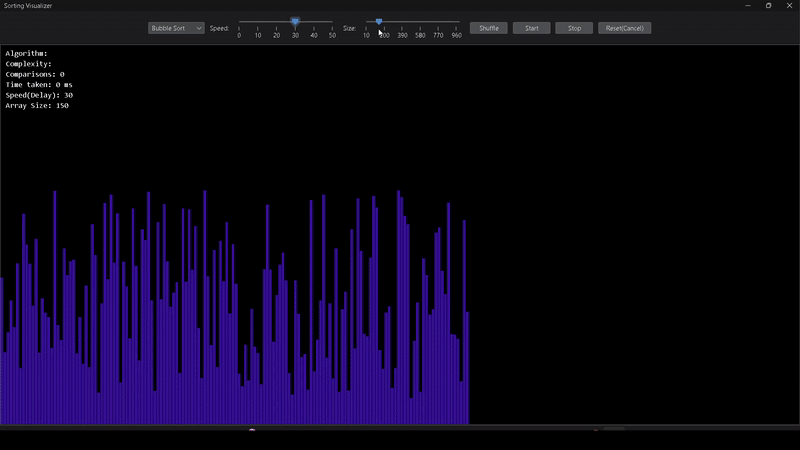 Sorting Visualizer
Bubble Sort Speed: Size: Shuffle Start Stop Reset(Cancel)
0 10 20 30 40 50 10 200 390 580 770 960
Algorithm:
Complexity:
Comparisons: 0
Time taken: 0 ms
Speed(Delay): 30
Array Size: 150